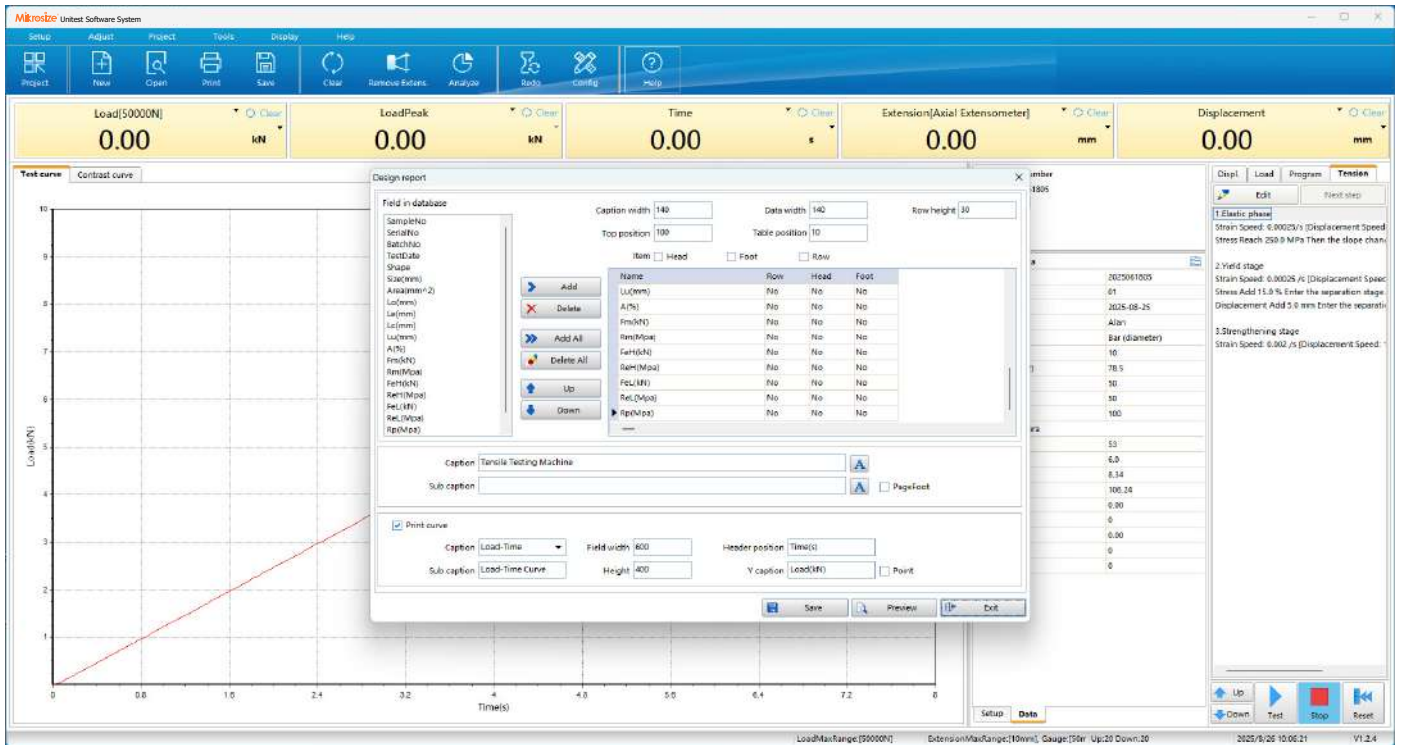 Mikrosize Unitest Software System
Setup Adjust Project Tools Display Help
Project New Open Print Save Clear Remove Extens. Analyze Redo Config Help
Load[50000N] Clear LoadPeak Clear Time Clear Extension[Axial Extensometer] Clear Displacement Clear
0.00 kN 0.00 kN 0.00 s 0.00 mm 0.00 mm
Test curve Contrast curve
Load(kN)
10
9
8
7
6
5
4
3
2
1
0 0.8 1.6 2.4 3.2 4 4.8 5.6 6.4 7.2 8
Time(s)
Design report
Field in database
SampleNo
SerialNo
BatchNo
TestDate
Shape
Size(mm)
Area(mm^2)
Lo(mm)
Le(mm)
Lc(mm)
Lu(mm)
A(%)
Fm(kN)
Rm(Mpa)
FeH(kN)
ReH(Mpa)
FeL(kN)
ReL(Mpa)
Rp(Mpa)
Add
Delete
Add All
Delete All
Up
Down
Caption width 140 Data width 140 Row height 30
Top position 100 Table position 10
Item Head Foot Row
Name Row Head Foot
Lu(mm) No No No
A(%) No No No
Fm(kN) No No No
Rm(Mpa) No No No
FeH(kN) No No No
ReH(Mpa) No No No
FeL(kN) No No No
ReL(Mpa) No No No
Rp(Mpa) No No No
Caption Tensile Testing Machine A
Sub caption A PageFoot
Print curve
Caption Load-Time Field width 600 Header position Time(s)
Sub caption Load-Time Curve Height 400 Y caption Load(kN) Point
Save Preview Exit
mber
1805
2025061805
01
2025-08-25
Alan
Bar (diameter)
10
78.5
50
50
100
53
6.0
8.34
106.24
0.00
0
0.00
0
0
Setup Data
Displ. Load Program Tension
Edit Next step
1.Elastic phase
Strain Speed: 0.00025/s [Displacement Speed
Stress Reach 250.0 MPa Then the slope chan
2.Yield stage
Strain Speed: 0.00025 /s [Displacement Speec
Stress Add 15.0 % Enter the separation stage
Displacement Add 5.0 mm Enter the separati
3.Strengthening stage
Strain Speed: 0.002 /s [Displacement Speed:
Up
Down Test Stop Reset
LoadMaxRange:[50000N] ExtensionMaxRange:[10mm], Gauge:[50m Up:20 Down:20 2025/8/26 10:06:21 V1.2.4